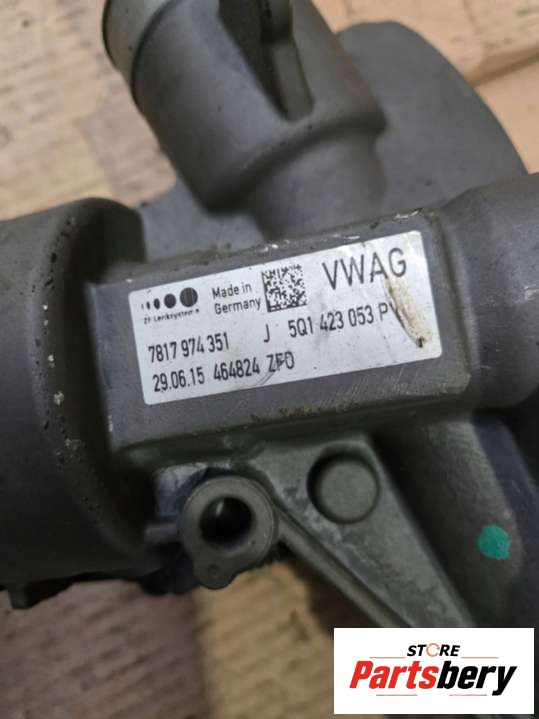 ZF Lenksysteme
Made in
Germany
VWAG
7817 974 351 J 5Q1 423 053 P
29.06.15 464824 ZFO
STORE
Partsbery